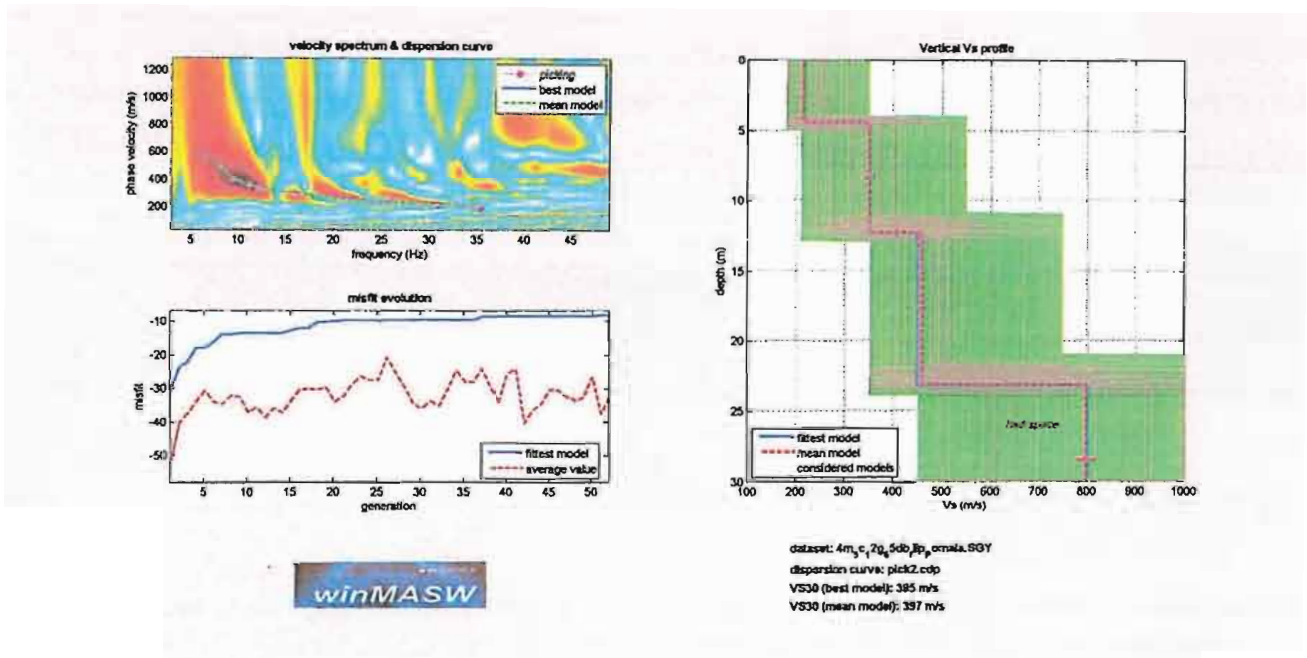 velocity spectrum & dispersion curve
phase velocity (m/s)
1200
1000
800
600
400
200
picking
best model
mean model
5 10 15 20 25 30 35 40 45
frequency (Hz)
misfit evolution
misfit
-10
-20
-30
-40
-50
fittest model
average value
5 10 15 20 25 30 35 40 45 50
generation
winMASW
Vertical Vs profile
depth (m)
0
5
10
15
20
25
30
half-space
fittest model
mean model
considered models
100 200 300 400 500 600 700 800 900 1000
Vs (m/s)
dispersion curve: pick2.cdp
VS30 (best model): 395 m/s
VS30 (mean model): 397 m/s